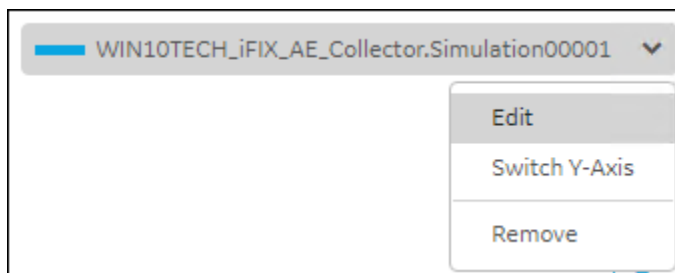 WIN10TECH_iFIX_AE_Collector.Simulation00001
Edit
Switch Y-Axis
Remove